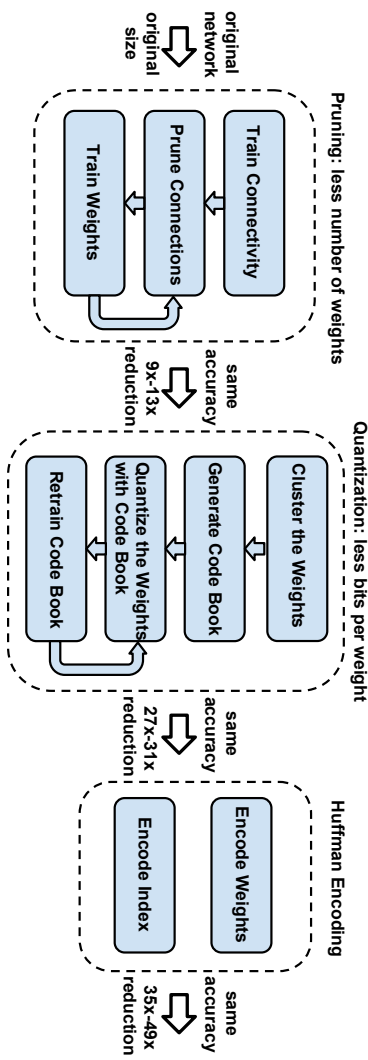 original
network
original
size
Pruning: less number of weights
Train Connectivity
Prune Connections
Train Weights
same
accuracy
9x-13x
reduction
Quantization: less bits per weight
Cluster the Weights
Generate Code Book
Quantize the Weights
with Code Book
Retrain Code Book
same
accuracy
27x-31x
reduction
Huffman Encoding
Encode Weights
Encode Index
same
accuracy
35x-49x
reduction